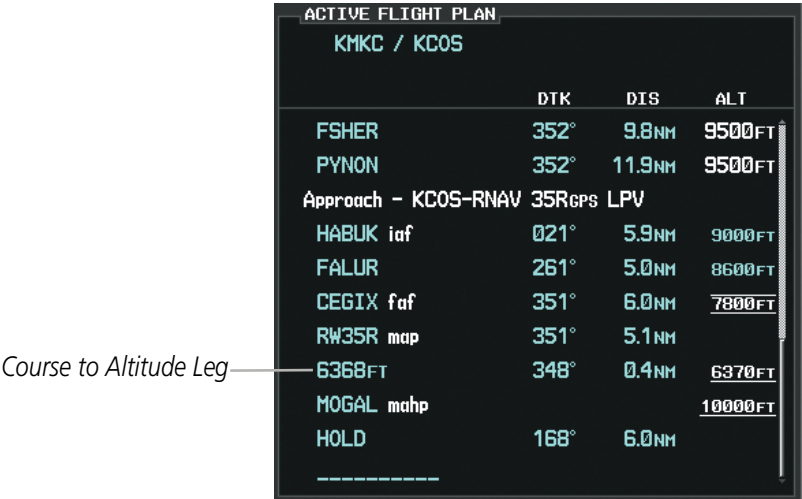 ACTIVE FLIGHT PLAN
KMKC / KCOS
DTK DIS ALT
FSHER 352° 9.8NM 9500FT
PYNON 352° 11.9NM 9500FT
Approach - KCOS-RNAV 35RGPS LPV
HABUK iaf 021° 5.9NM 9000FT
FALUR 261° 5.0NM 8600FT
CEGIX faf 351° 6.0NM 7800FT
RW35R map 351° 5.1NM
Course to Altitude Leg 6368FT 348° 0.4NM 6370FT
MOGAL mahp 10000FT
HOLD 168° 6.0NM
__________